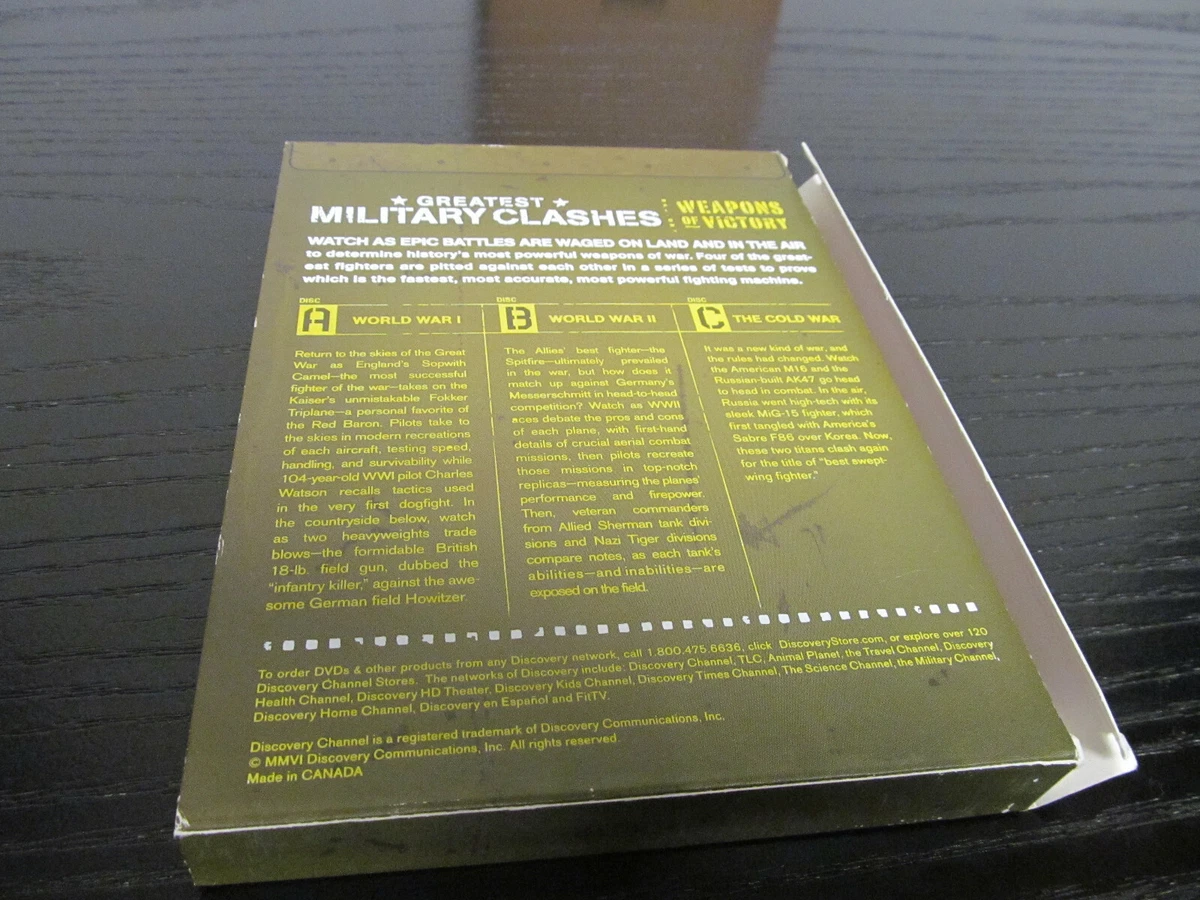 GREATEST
MILITARY CLASHES
WEAPONS
OF VICTORY
WATCH AS EPIC BATTLES ARE WAGED ON LAND AND IN THE AIR
to determine history's most powerful weapons of war. Four of the great-
est fighters are pitted against each other in a series of tests to prove
which is the fastest, most accurate, most powerful fighting machine.
DISC
A WORLD WAR I
Return to the skies of the Great
War as England's Sopwith
Camel—the most successful
fighter of the war—takes on the
Kaiser's unmistakable Fokker
Triplane—a personal favorite of
the Red Baron. Pilots take to
the skies in modern recreations
of each aircraft, testing speed,
handling, and survivability while
104-year-old WWI pilot Charles
Watson recalls tactics used
in the very first dogfight. In
the countryside below, watch
as two heavyweights trade
blows—the formidable British
18-lb. field gun, dubbed the
"infantry killer," against the awe-
some German field Howitzer.
DISC
B WORLD WAR II
The Allies' best fighter—the
Spitfire—ultimately prevailed
in the war, but how does it
match up against Germany's
Messerschmitt in head-to-head
competition? Watch as WWII
aces debate the pros and cons
of each plane, with first-hand
details of crucial aerial combat
missions, then pilots recreate
those missions in top-notch
replicas—measuring the planes'
performance and firepower.
Then, veteran commanders
from Allied Sherman tank divi-
sions and Nazi Tiger divisions
compare notes, as each tank's
abilities—and inabilities—are
exposed on the field.
DISC
C THE COLD WAR
It was a new kind of war, and
the rules had changed. Watch
the American M16 and the
Russian-built AK47 go head
to head in combat. In the air,
Russia went high-tech with its
sleek MiG-15 fighter, which
first tangled with America's
Sabre F86 over Korea. Now,
these two titans clash again
for the title of "best swept-
wing fighter."
To order DVDs & other products from any Discovery network, call 1.800.475.6636, click DiscoveryStore.com, or explore over 120
Discovery Channel Stores. The networks of Discovery include: Discovery Channel, TLC, Animal Planet, the Travel Channel, Discovery
Health Channel, Discovery HD Theater, Discovery Kids Channel, Discovery Times Channel, The Science Channel, the Military Channel,
Discovery Home Channel, Discovery en Español and FitTV.
Discovery Channel is a registered trademark of Discovery Communications, Inc.
© MMVI Discovery Communications, Inc. All rights reserved.
Made in CANADA